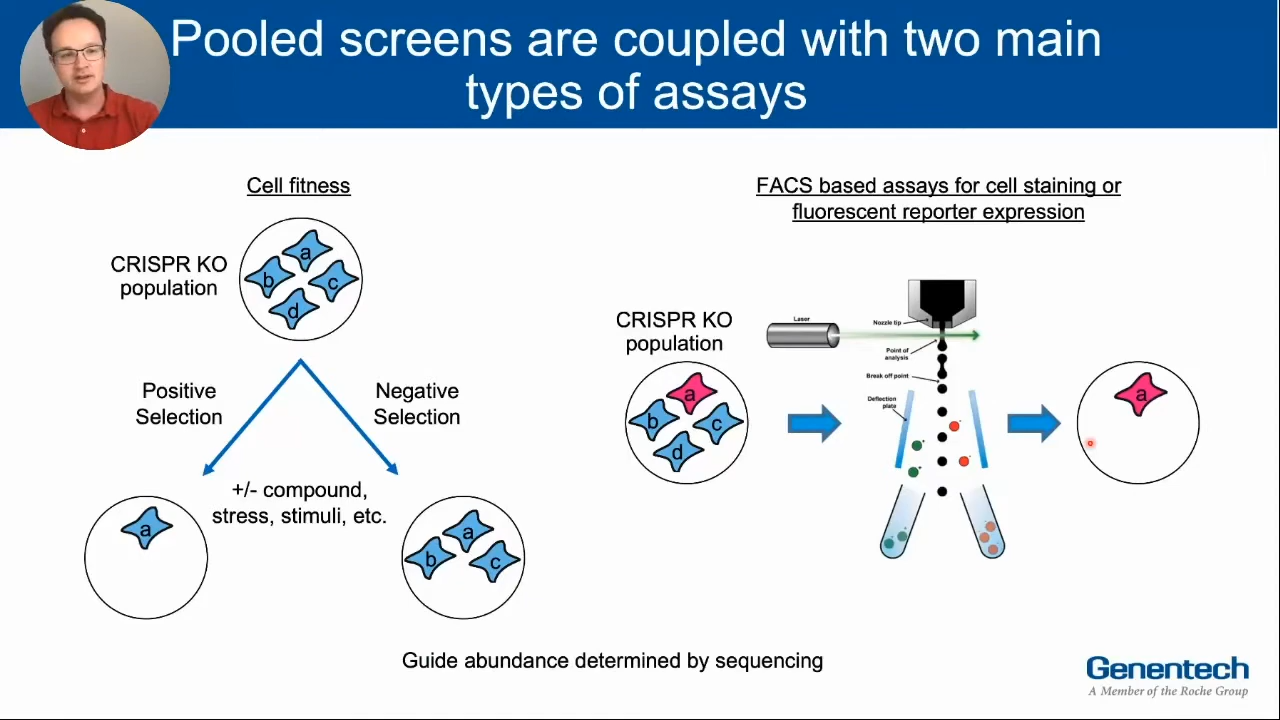 Pooled screens are coupled with two main
types of assays
Cell fitness
CRISPR KO
population
a
b
c
d
Positive
Selection
Negative
Selection
+/- compound,
stress, stimuli, etc.
a
a
b
c
FACS based assays for cell staining or
fluorescent reporter expression
CRISPR KO
population
a
b
c
d
Laser
Nozzle tip
Point of
analysis
Break off point
Deflection
plate
a
Guide abundance determined by sequencing
Genentech
A Member of the Roche Group